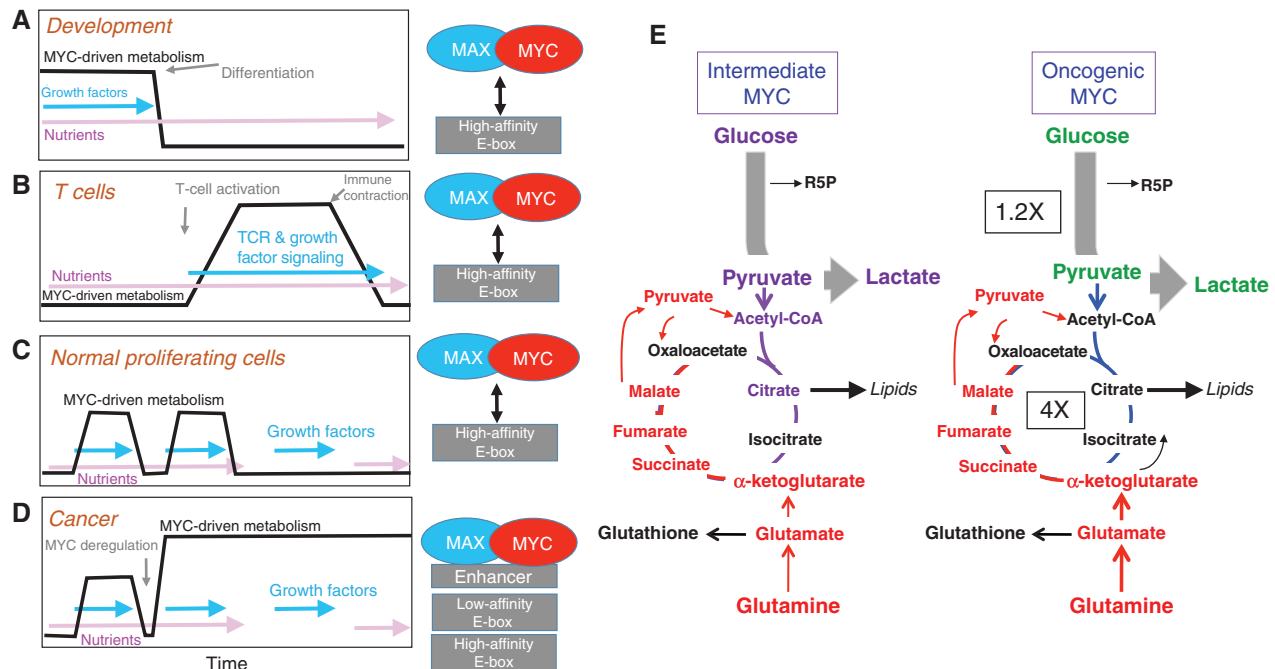 A
Development
MYC-driven metabolism
Differentiation
Growth factors
Nutrients
MAX
MYC
High-affinity
E-box
B
T cells
T-cell activation
Immune
contraction
TCR & growth
factor signaling
Nutrients
MYC-driven metabolism
MAX
MYC
High-affinity
E-box
C
Normal proliferating cells
MYC-driven metabolism
Growth factors
Nutrients
MAX
MYC
High-affinity
E-box
D
Cancer
MYC-driven metabolism
MYC deregulation
Growth factors
Nutrients
Time
MAX
MYC
Enhancer
Low-affinity
E-box
High-affinity
E-box
E
Intermediate
MYC
Glucose
R5P
Pyruvate
Lactate
Pyruvate
Acetyl-CoA
Oxaloacetate
Malate
Citrate
Lipids
Fumarate
Isocitrate
Succinate
α-ketoglutarate
Glutathione
Glutamate
Glutamine
Oncogenic
MYC
Glucose
R5P
1.2X
Pyruvate
Lactate
Pyruvate
Acetyl-CoA
Oxaloacetate
Malate
Citrate
Lipids
4X
Fumarate
Isocitrate
Succinate
α-ketoglutarate
Glutathione
Glutamate
Glutamine